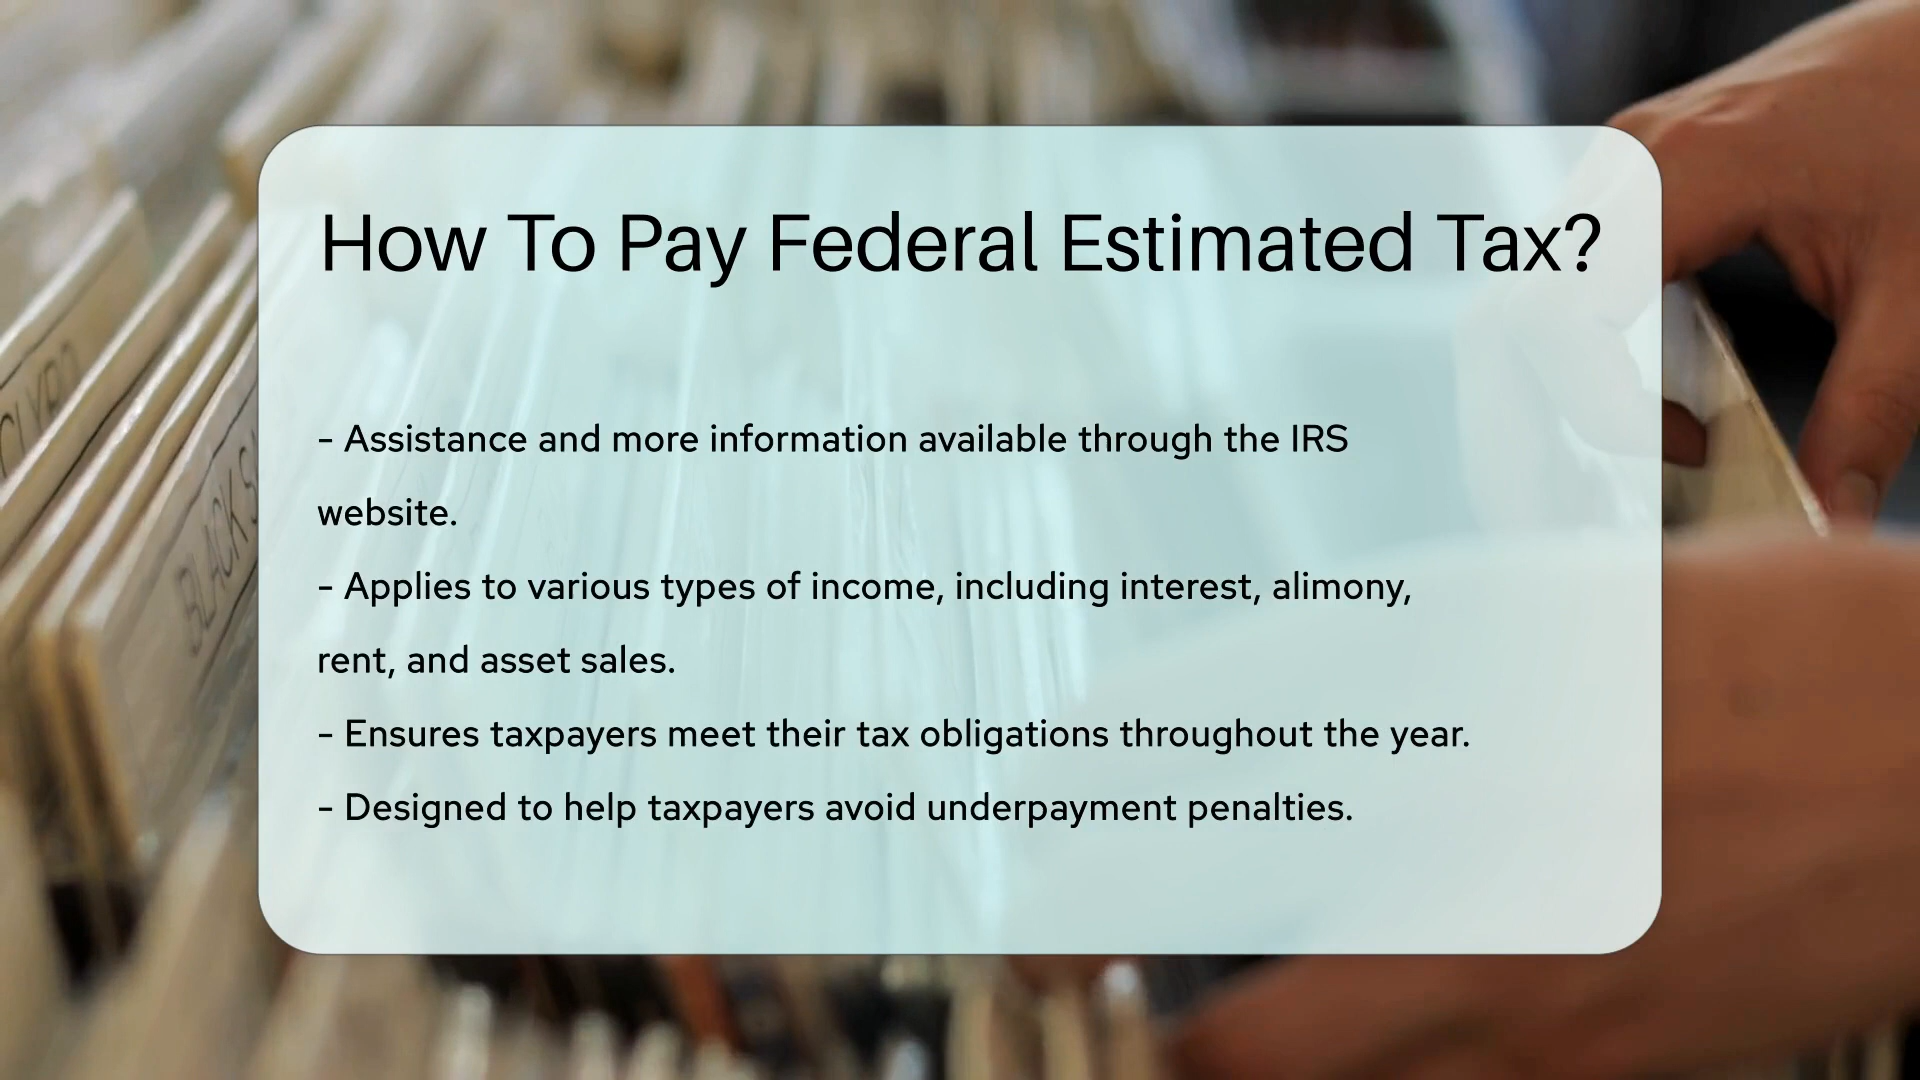 How To Pay Federal Estimated Tax?
- Assistance and more information available through the IRS
website.
- Applies to various types of income, including interest, alimony,
rent, and asset sales.
- Ensures taxpayers meet their tax obligations throughout the year.
- Designed to help taxpayers avoid underpayment penalties.
BLACK